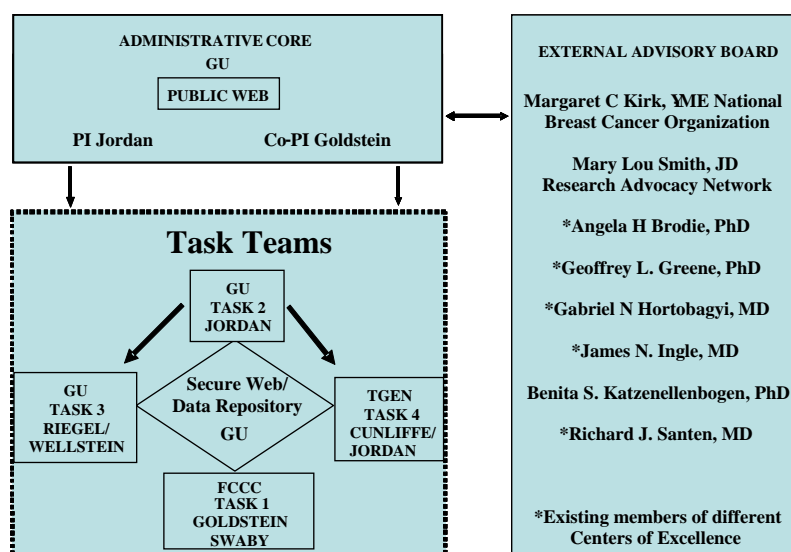 ADMINISTRATIVE CORE
GU
PUBLIC WEB
PI Jordan
Co-PI Goldstein
Task Teams
GU
TASK 2
JORDAN
GU
TASK 3
RIEGEL/
WELLSTEIN
Secure Web/
Data Repository
GU
TGEN
TASK 4
CUNLIFFE/
JORDAN
FCCC
TASK 1
GOLDSTEIN
SWABY
EXTERNAL ADVISORY BOARD
Margaret C Kirk, YME National
Breast Cancer Organization
Mary Lou Smith, JD
Research Advocacy Network
*Angela H Brodie, PhD
*Geoffrey L. Greene, PhD
*Gabriel N Hortobagyi, MD
*James N. Ingle, MD
Benita S. Katzenellenbogen, PhD
*Richard J. Santen, MD
*Existing members of different
Centers of Excellence